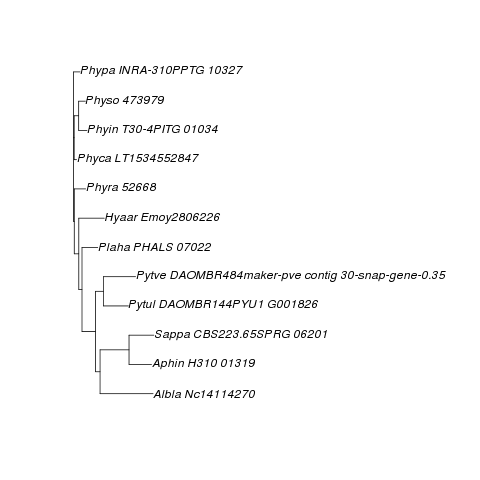 Phypa INRA-310PPTG 10327
Physo 473979
Phyin T30-4PITG 01034
Phyca LT1534552847
Phyra 52668
Hyaar Emoy2806226
Plaha PHALS 07022
Pytve DAOMBR484maker-pve contig 30-snap-gene-0.35
Pytul DAOMBR144PYU1 G001826
Sappa CBS223.65SPRG 06201
Aphin H310 01319
Albla Nc14114270